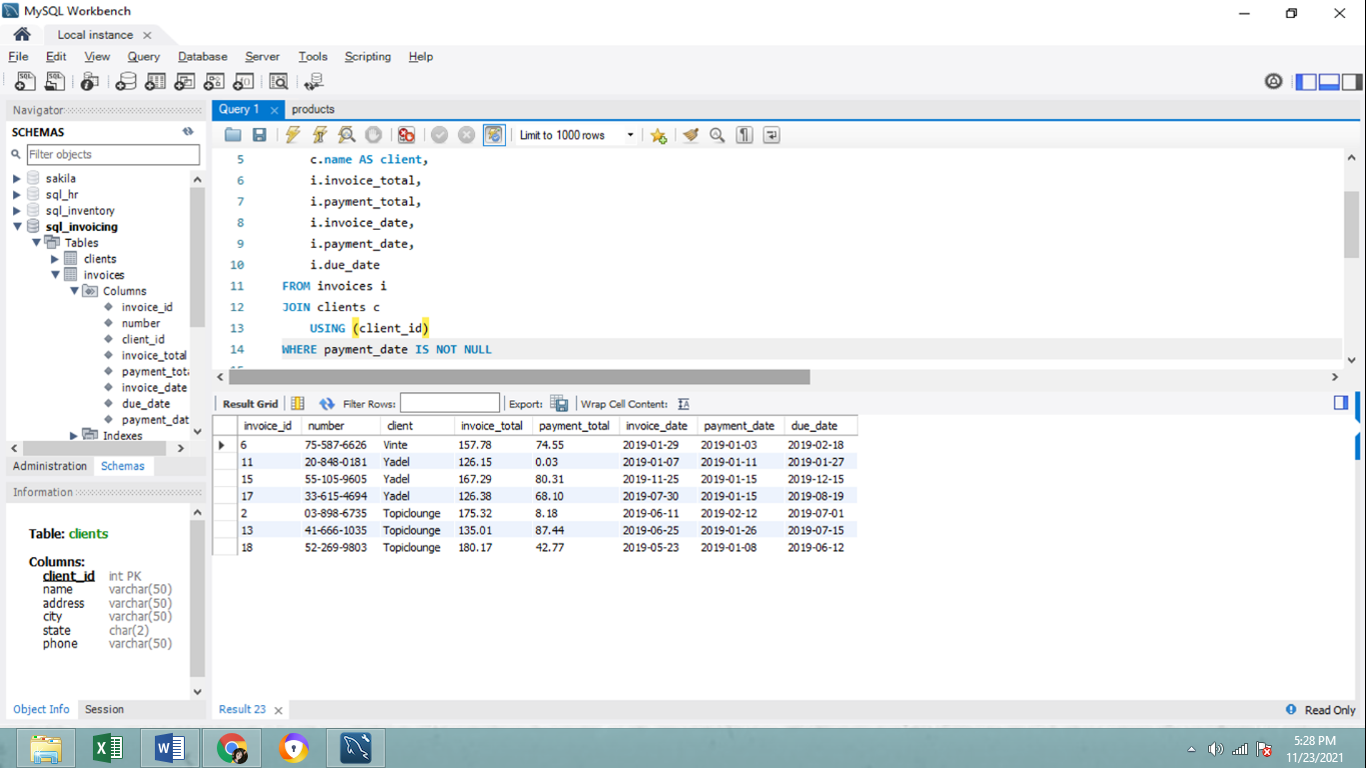 MySQL Workbench
Local instance
File Edit View Query Database Server Tools Scripting Help
Navigator
SCHEMAS
Filter objects
sakila
sql_hr
sql_inventory
sql_invoicing
Tables
clients
invoices
Columns
invoice_id
number
client_id
invoice_total
payment_tota
invoice_date
due_date
payment_dat
Indexes
Administration Schemas
Information
Table: clients
Columns:
client_id int PK
name varchar(50)
address varchar(50)
city varchar(50)
state char(2)
phone varchar(50)
Object Info Session
Query 1 products
Limit to 1000 rows
5 c.name AS client,
6 i.invoice_total,
7 i.payment_total,
8 i.invoice_date,
9 i.payment_date,
10 i.due_date
11 FROM invoices i
12 JOIN clients c
13 USING (client_id)
14 WHERE payment_date IS NOT NULL
Result Grid Filter Rows: Export: Wrap Cell Content:
invoice_id number client invoice_total payment_total invoice_date payment_date due_date
6 75-587-6626 Vinte 157.78 74.55 2019-01-29 2019-01-03 2019-02-18
11 20-848-0181 Yadel 126.15 0.03 2019-01-07 2019-01-11 2019-01-27
15 55-105-9605 Yadel 167.29 80.31 2019-11-25 2019-01-15 2019-12-15
17 33-615-4694 Yadel 126.38 68.10 2019-07-30 2019-01-15 2019-08-19
2 03-898-6735 Topiclounge 175.32 8.18 2019-06-11 2019-02-12 2019-07-01
13 41-666-1035 Topiclounge 135.01 87.44 2019-06-25 2019-01-26 2019-07-15
18 52-269-9803 Topiclounge 180.17 42.77 2019-05-23 2019-01-08 2019-06-12
Result 23
Read Only
5:28 PM
11/23/2021